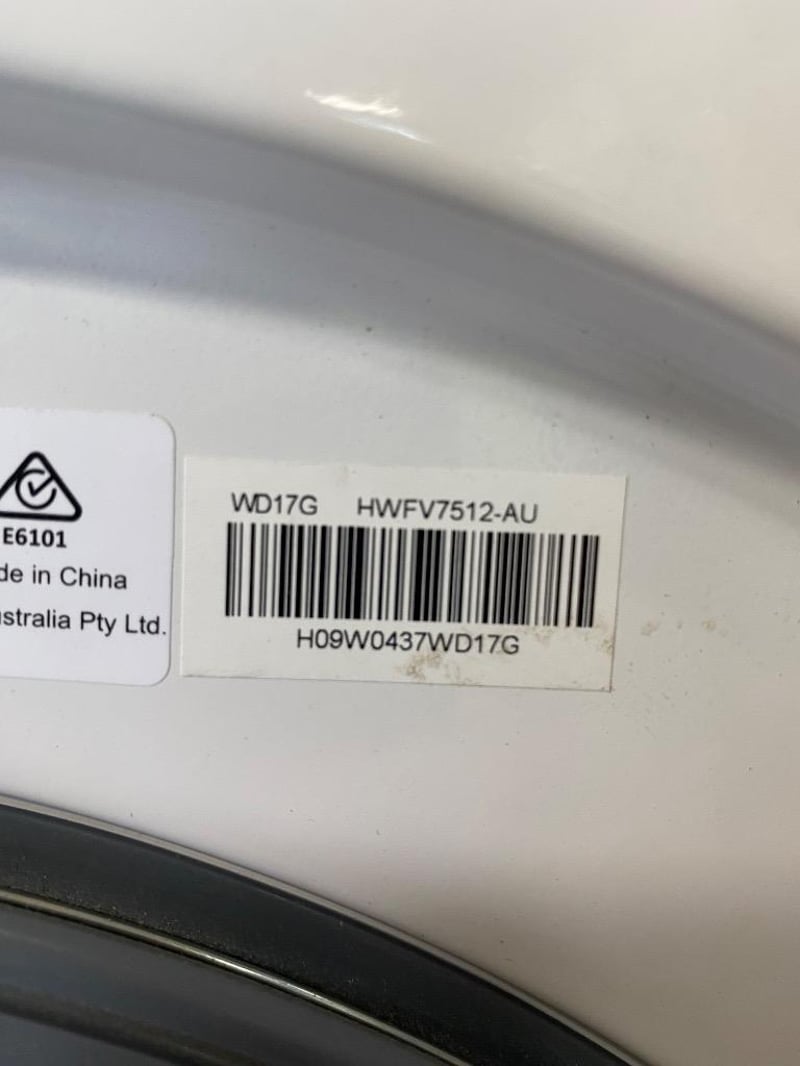 E6101
de in China
stralia Pty Ltd.
WD17G HWFV7512-AU
H09W0437WD17G